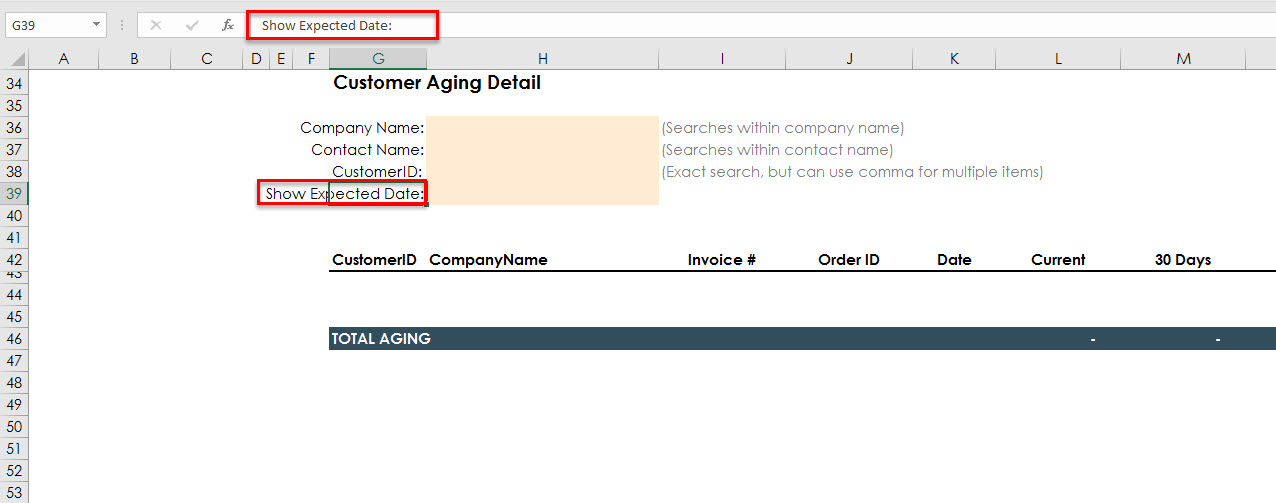 G39 fx Show Expected Date:
A B C D E F G H I J K L M
34 Customer Aging Detail
35
36 Company Name: (Searches within company name)
37 Contact Name: (Searches within contact name)
38 CustomerID: (Exact search, but can use comma for multiple items)
39 Show Expected Date:
40
41
42 CustomerID CompanyName Invoice # Order ID Date Current 30 Days
43
44
45
46 TOTAL AGING - -
47
48
49
50
51
52
53